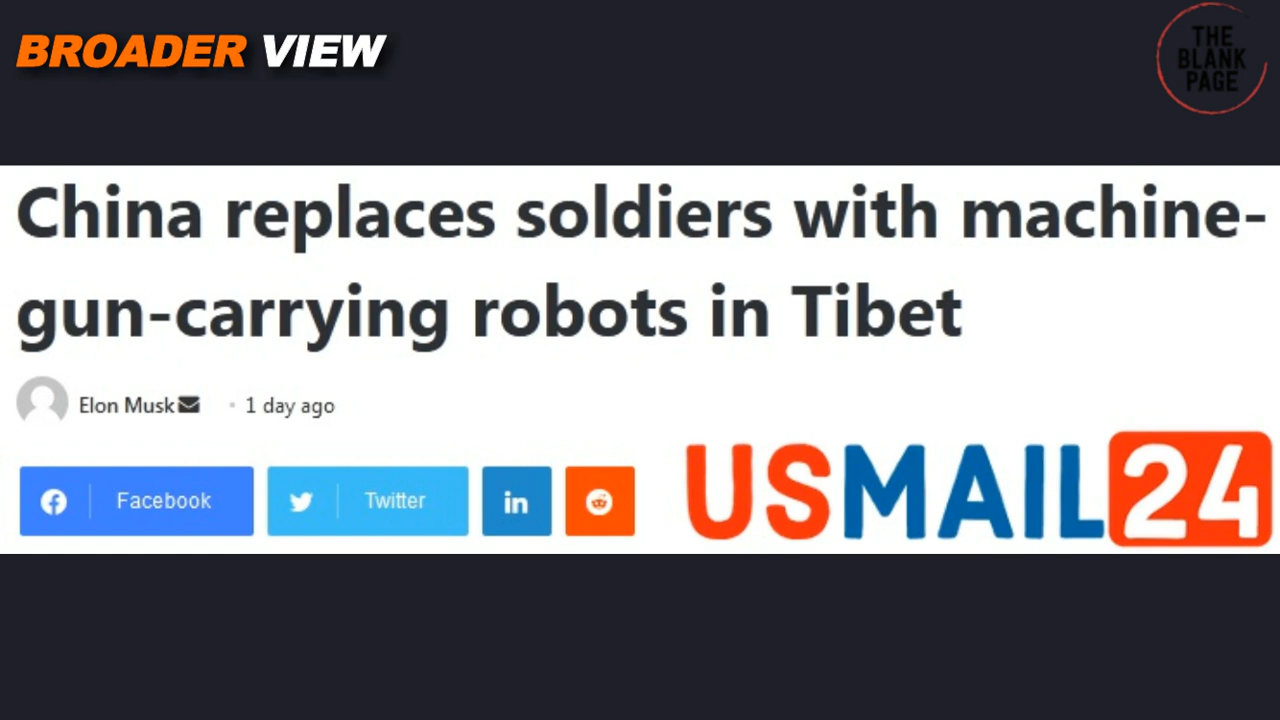 BROADER VIEW
THE
BLANK
PAGE
China replaces soldiers with machine-
gun-carrying robots in Tibet
Elon Musk • 1 day ago
Facebook Twitter in
USMAIL24